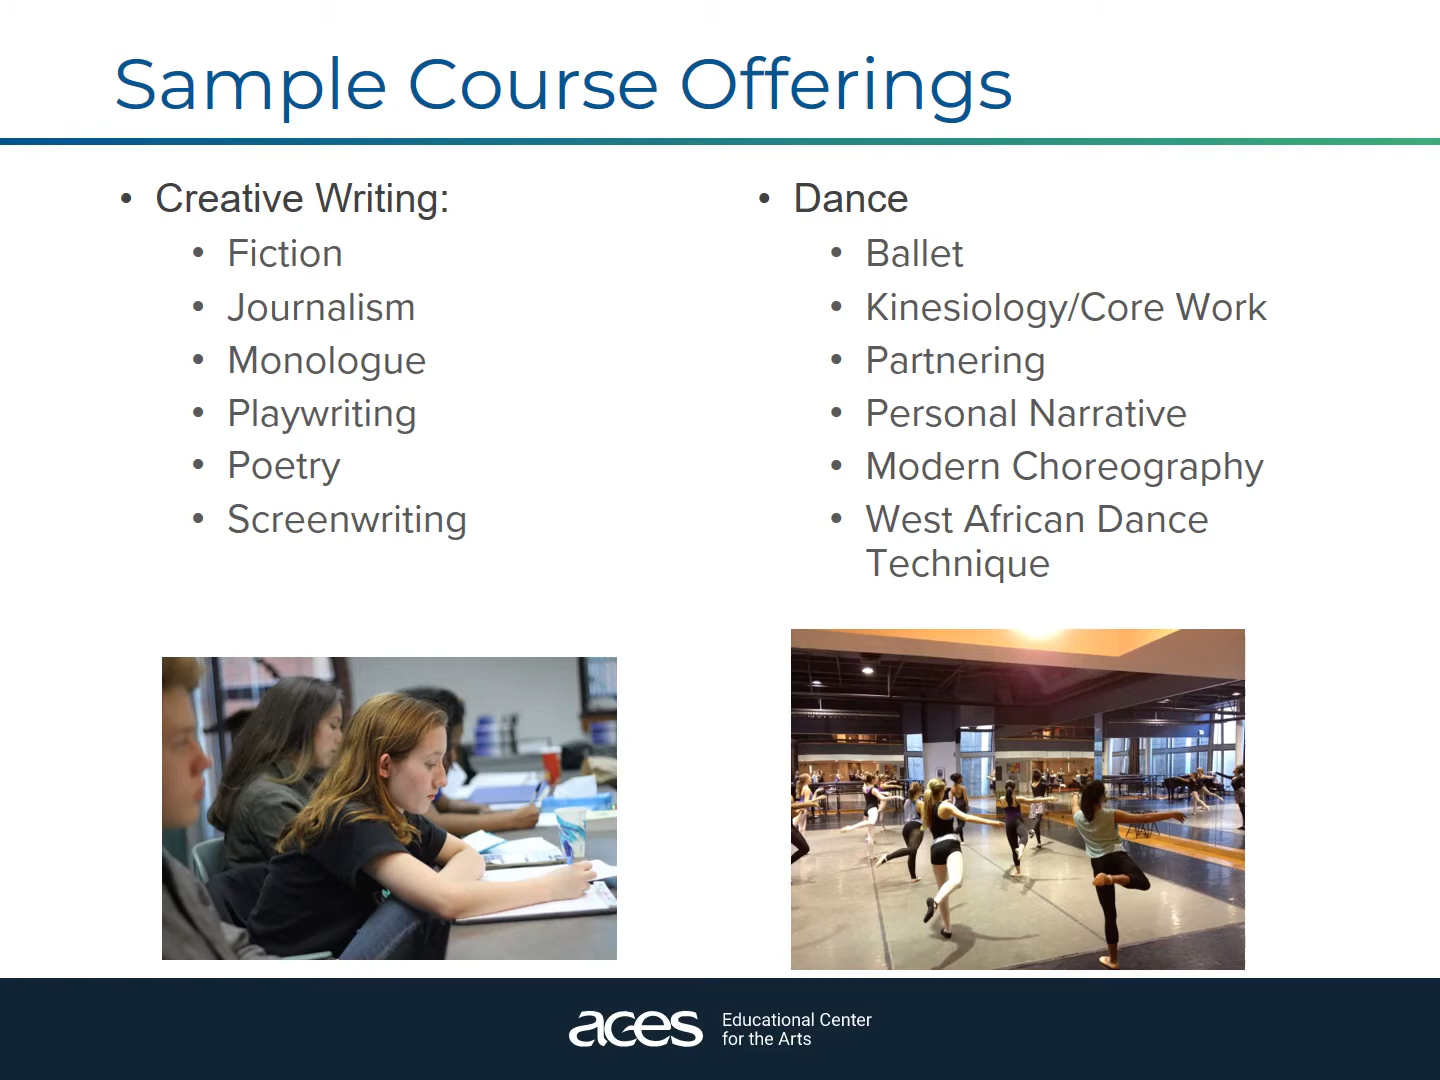 Sample Course Offerings
• Creative Writing:
• Fiction
• Journalism
• Monologue
• Playwriting
• Poetry
• Screenwriting
• Dance
• Ballet
• Kinesiology/Core Work
• Partnering
• Personal Narrative
• Modern Choreography
• West African Dance
Technique
aces
Educational Center
for the Arts